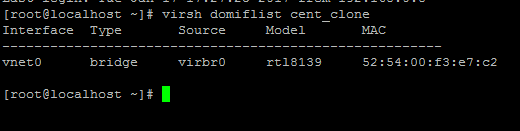 [root@localhost ~]# virsh domiflist cent_clone
Interface  Type       Source     Model       MAC
-------------------------------------------------------
vnet0      bridge     virbr0     rtl8139     52:54:00:f3:e7:c2
[root@localhost ~]#